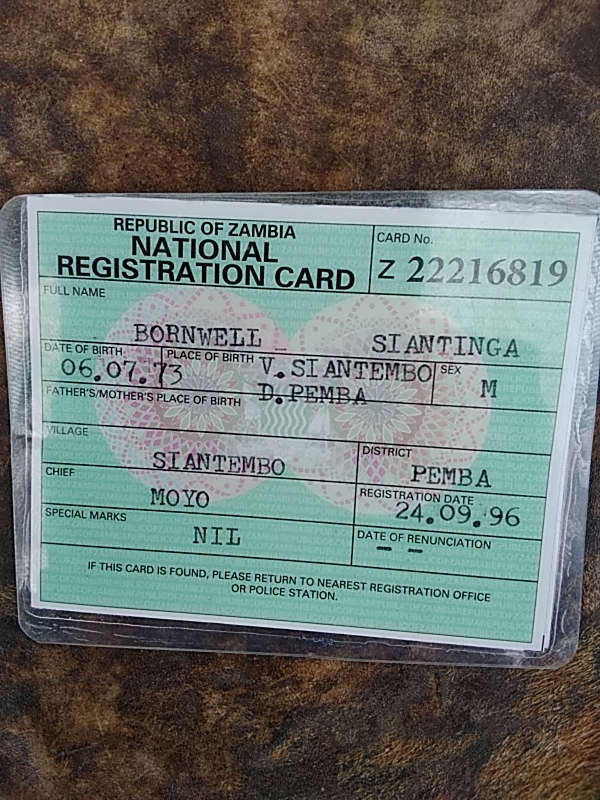 REPUBLIC OF ZAMBIA
NATIONAL
REGISTRATION CARD
CARD No.
Z 22216819
FULL NAME
BORNWELL SIANTINGA
DATE OF BIRTH
06.07.73
PLACE OF BIRTH V.SIANTEMBO
D.PEMBA
SEX
M
FATHER'S/MOTHER'S PLACE OF BIRTH
VILLAGE
SIANTEMBO
DISTRICT
PEMBA
CHIEF
MOYO
REGISTRATION DATE
24.09.96
SPECIAL MARKS
NIL
DATE OF RENUNCIATION
— —
IF THIS CARD IS FOUND, PLEASE RETURN TO NEAREST REGISTRATION OFFICE
OR POLICE STATION.